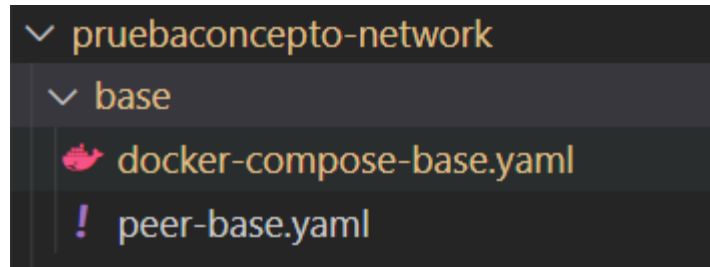 pruebaconcepto-network
base
docker-compose-base.yaml
peer-base.yaml